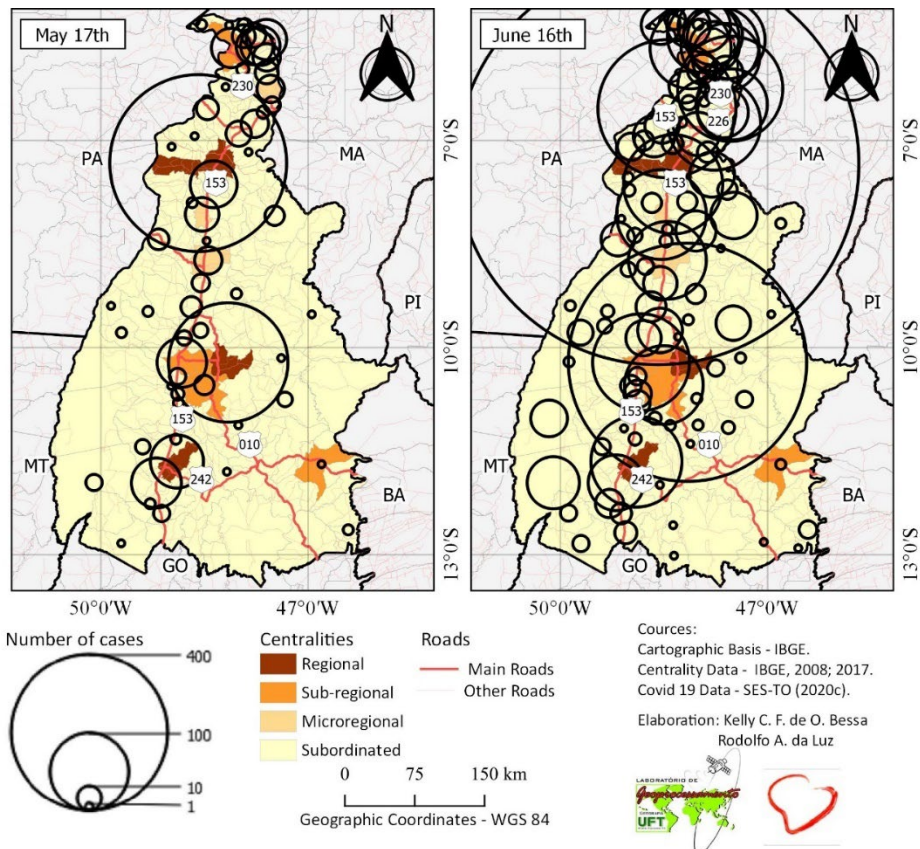 May 17th
N
230
PA
MA
153
PI
153
010
MT
242
BA
GO
50°0'W
47°0'W
7°0'S
10°0'S
13°0'S
June 16th
N
230
153
226
PA
MA
153
PI
153
010
MT
242
BA
GO
50°0'W
47°0'W
7°0'S
10°0'S
13°0'S
Number of cases
400
100
10
1
Centralities
Regional
Sub-regional
Microregional
Subordinated
Roads
Main Roads
Other Roads
0 75 150 km
Geographic Coordinates - WGS 84
Cources:
Cartographic Basis - IBGE.
Centrality Data - IBGE, 2008; 2017.
Covid 19 Data - SES-TO (2020c).
Elaboration: Kelly C. F. de O. Bessa
Rodolfo A. da Luz
LABORATÓRIO DE
Geoprocessamento
UFT